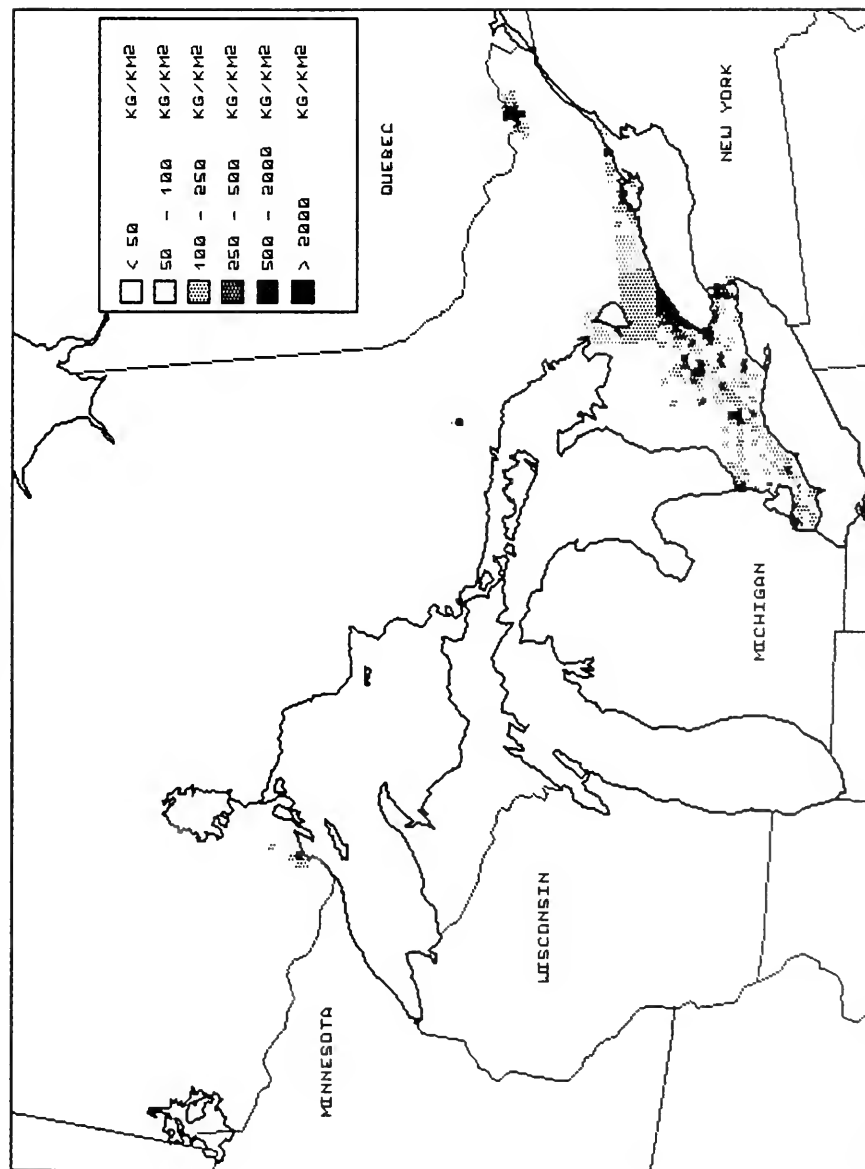 < 50 KG/KM2
50 - 100 KG/KM2
100 - 250 KG/KM2
250 - 500 KG/KM2
500 - 2000 KG/KM2
> 2000 KG/KM2
QUEBEC
NEW YORK
MICHIGAN
WISCONSIN
MINNESOTA